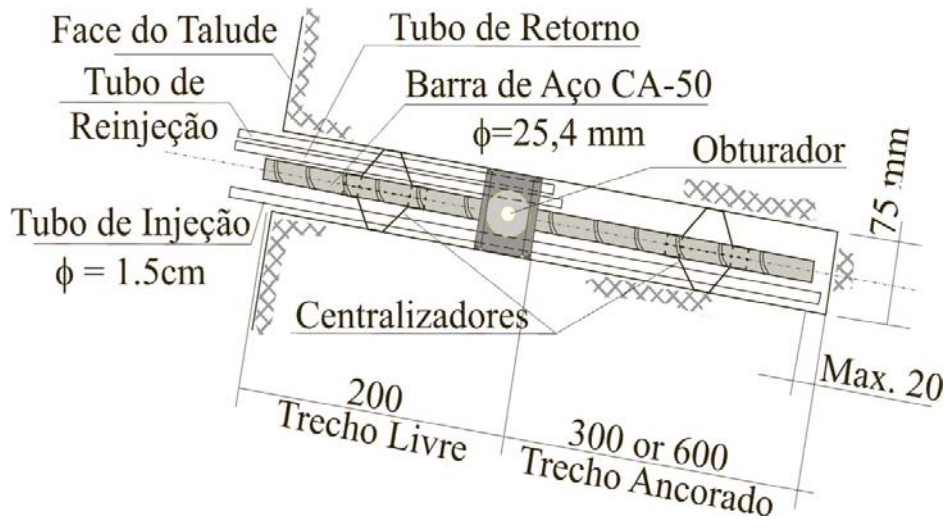 Face do Talude
Tubo de Retorno
Tubo de
Reinjeção
Barra de Aço CA-50
ϕ=25,4 mm
Obturador
75 mm
Tubo de Injeção
ϕ = 1.5cm
Centralizadores
Max. 20
200
Trecho Livre
300 or 600
Trecho Ancorado